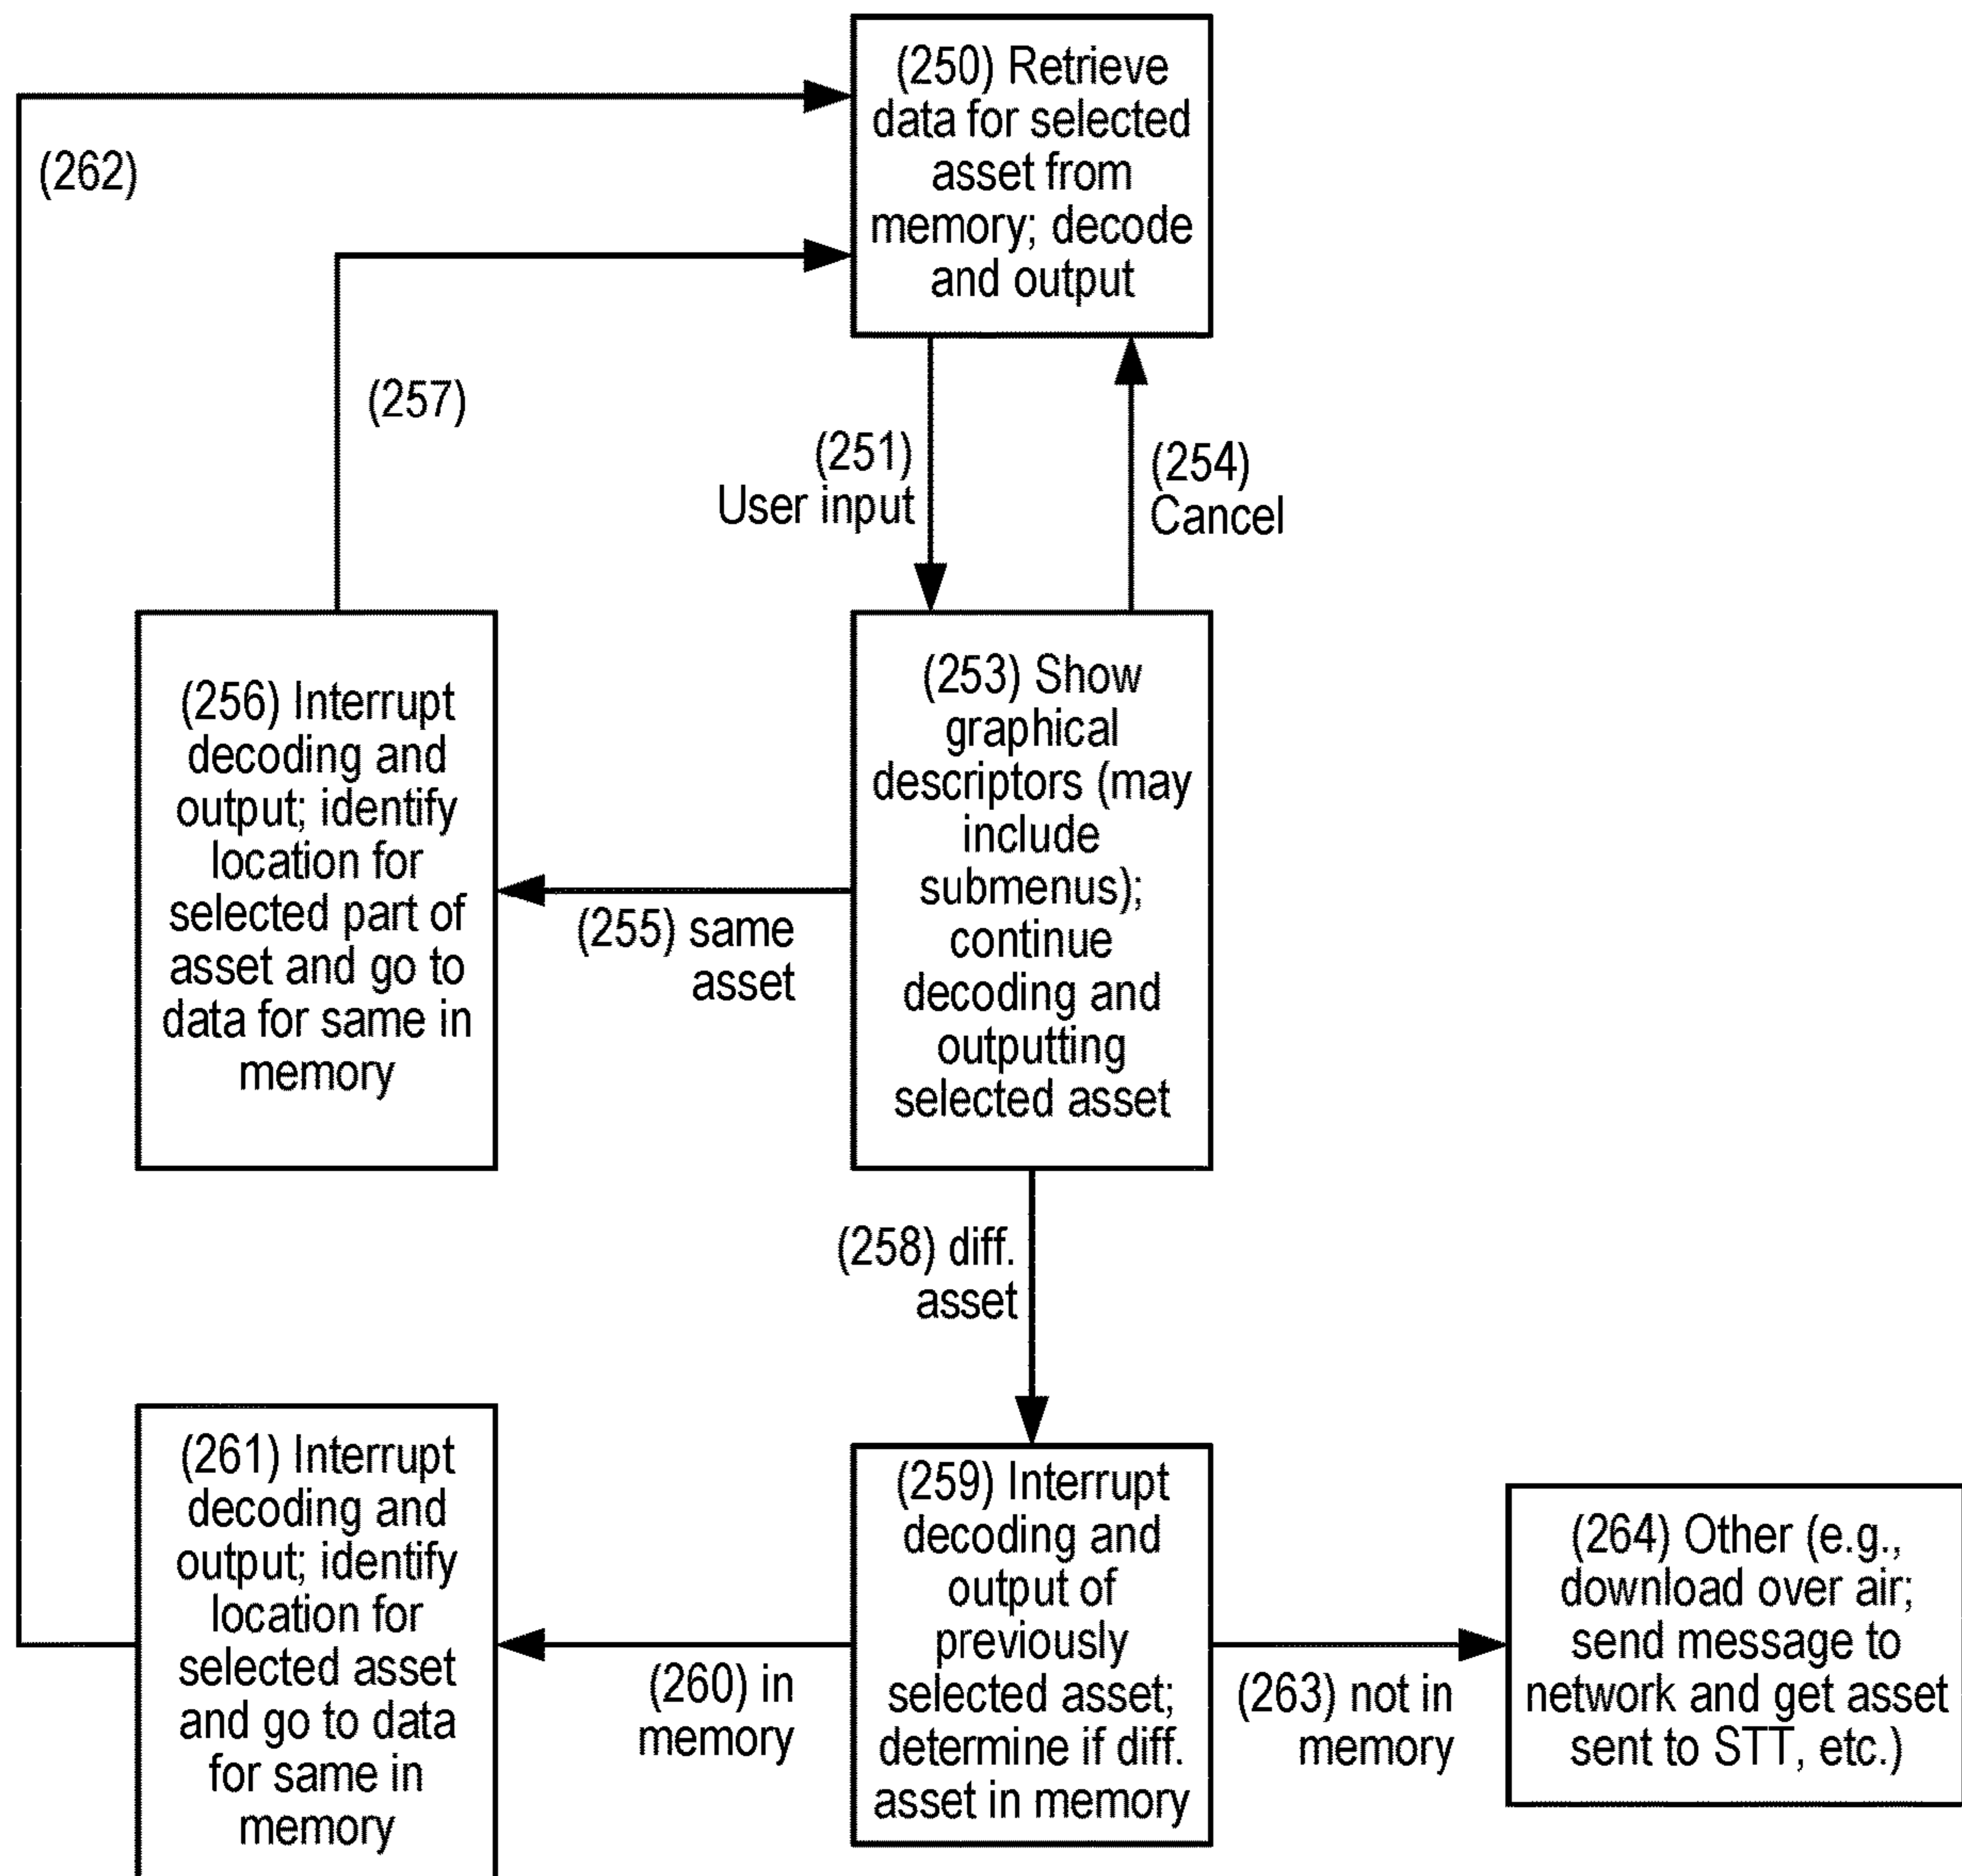 (250) Retrieve
data for selected
asset from
memory; decode
and output
(262)
(257)
(251)
User input
(254)
Cancel
(256) Interrupt
decoding and
output; identify
location for
selected part of
asset and go to
data for same in
memory
(253) Show
graphical
descriptors (may
include
submenus);
continue
decoding and
outputting
selected asset
(255) same
asset
(258) diff.
asset
(261) Interrupt
decoding and
output; identify
location for
selected asset
and go to data
for same in
memory
(260) in
memory
(259) Interrupt
decoding and
output of
previously
selected asset;
determine if diff.
asset in memory
(263) not in
memory
(264) Other (e.g.,
download over air;
send message to
network and get asset
sent to STT, etc.)